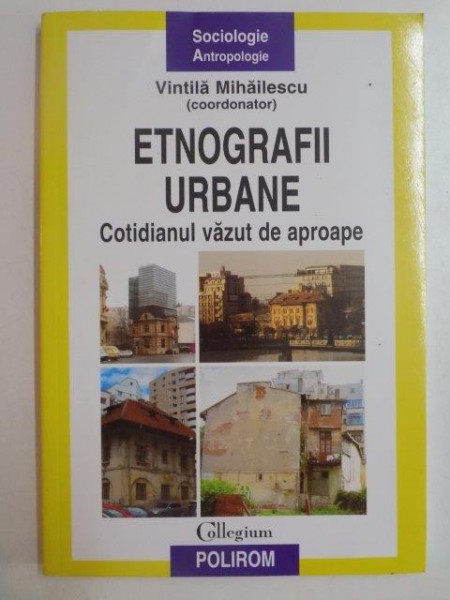 Sociologie
Antropologie
Vintilă Mihăilescu
(coordonator)
ETNOGRAFII
URBANE
Cotidianul văzut de aproape
Collegium
POLIROM